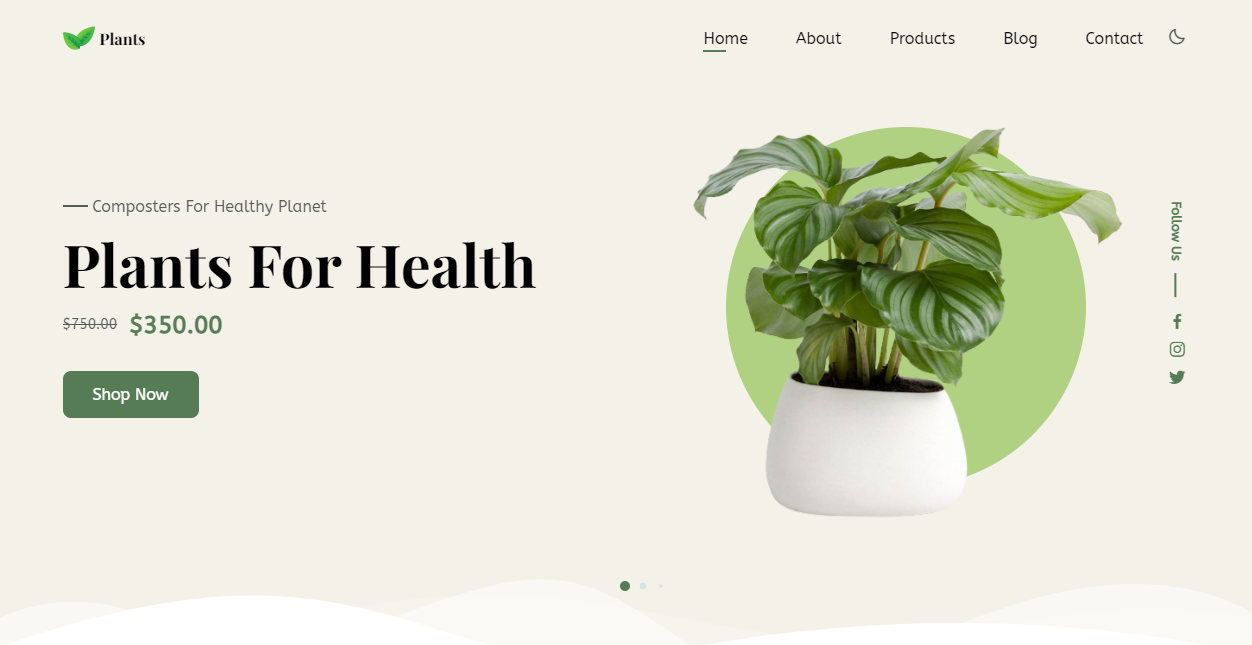 Plants
Home About Products Blog Contact
Composters For Healthy Planet
Plants For Health
$750.00 $350.00
Shop Now
Follow Us